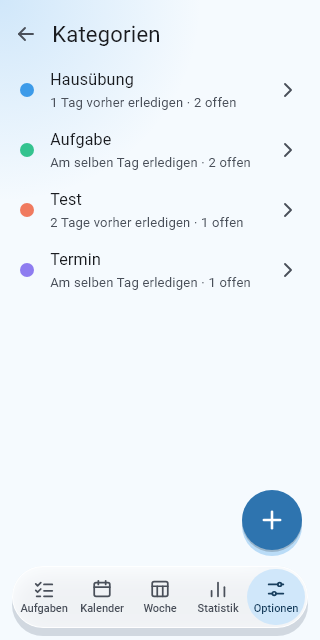 Kategorien
Hausübung
1 Tag vorher erledigen · 2 offen
Aufgabe
Am selben Tag erledigen · 2 offen
Test
2 Tage vorher erledigen · 1 offen
Termin
Am selben Tag erledigen · 1 offen
Aufgaben Kalender Woche Statistik Optionen